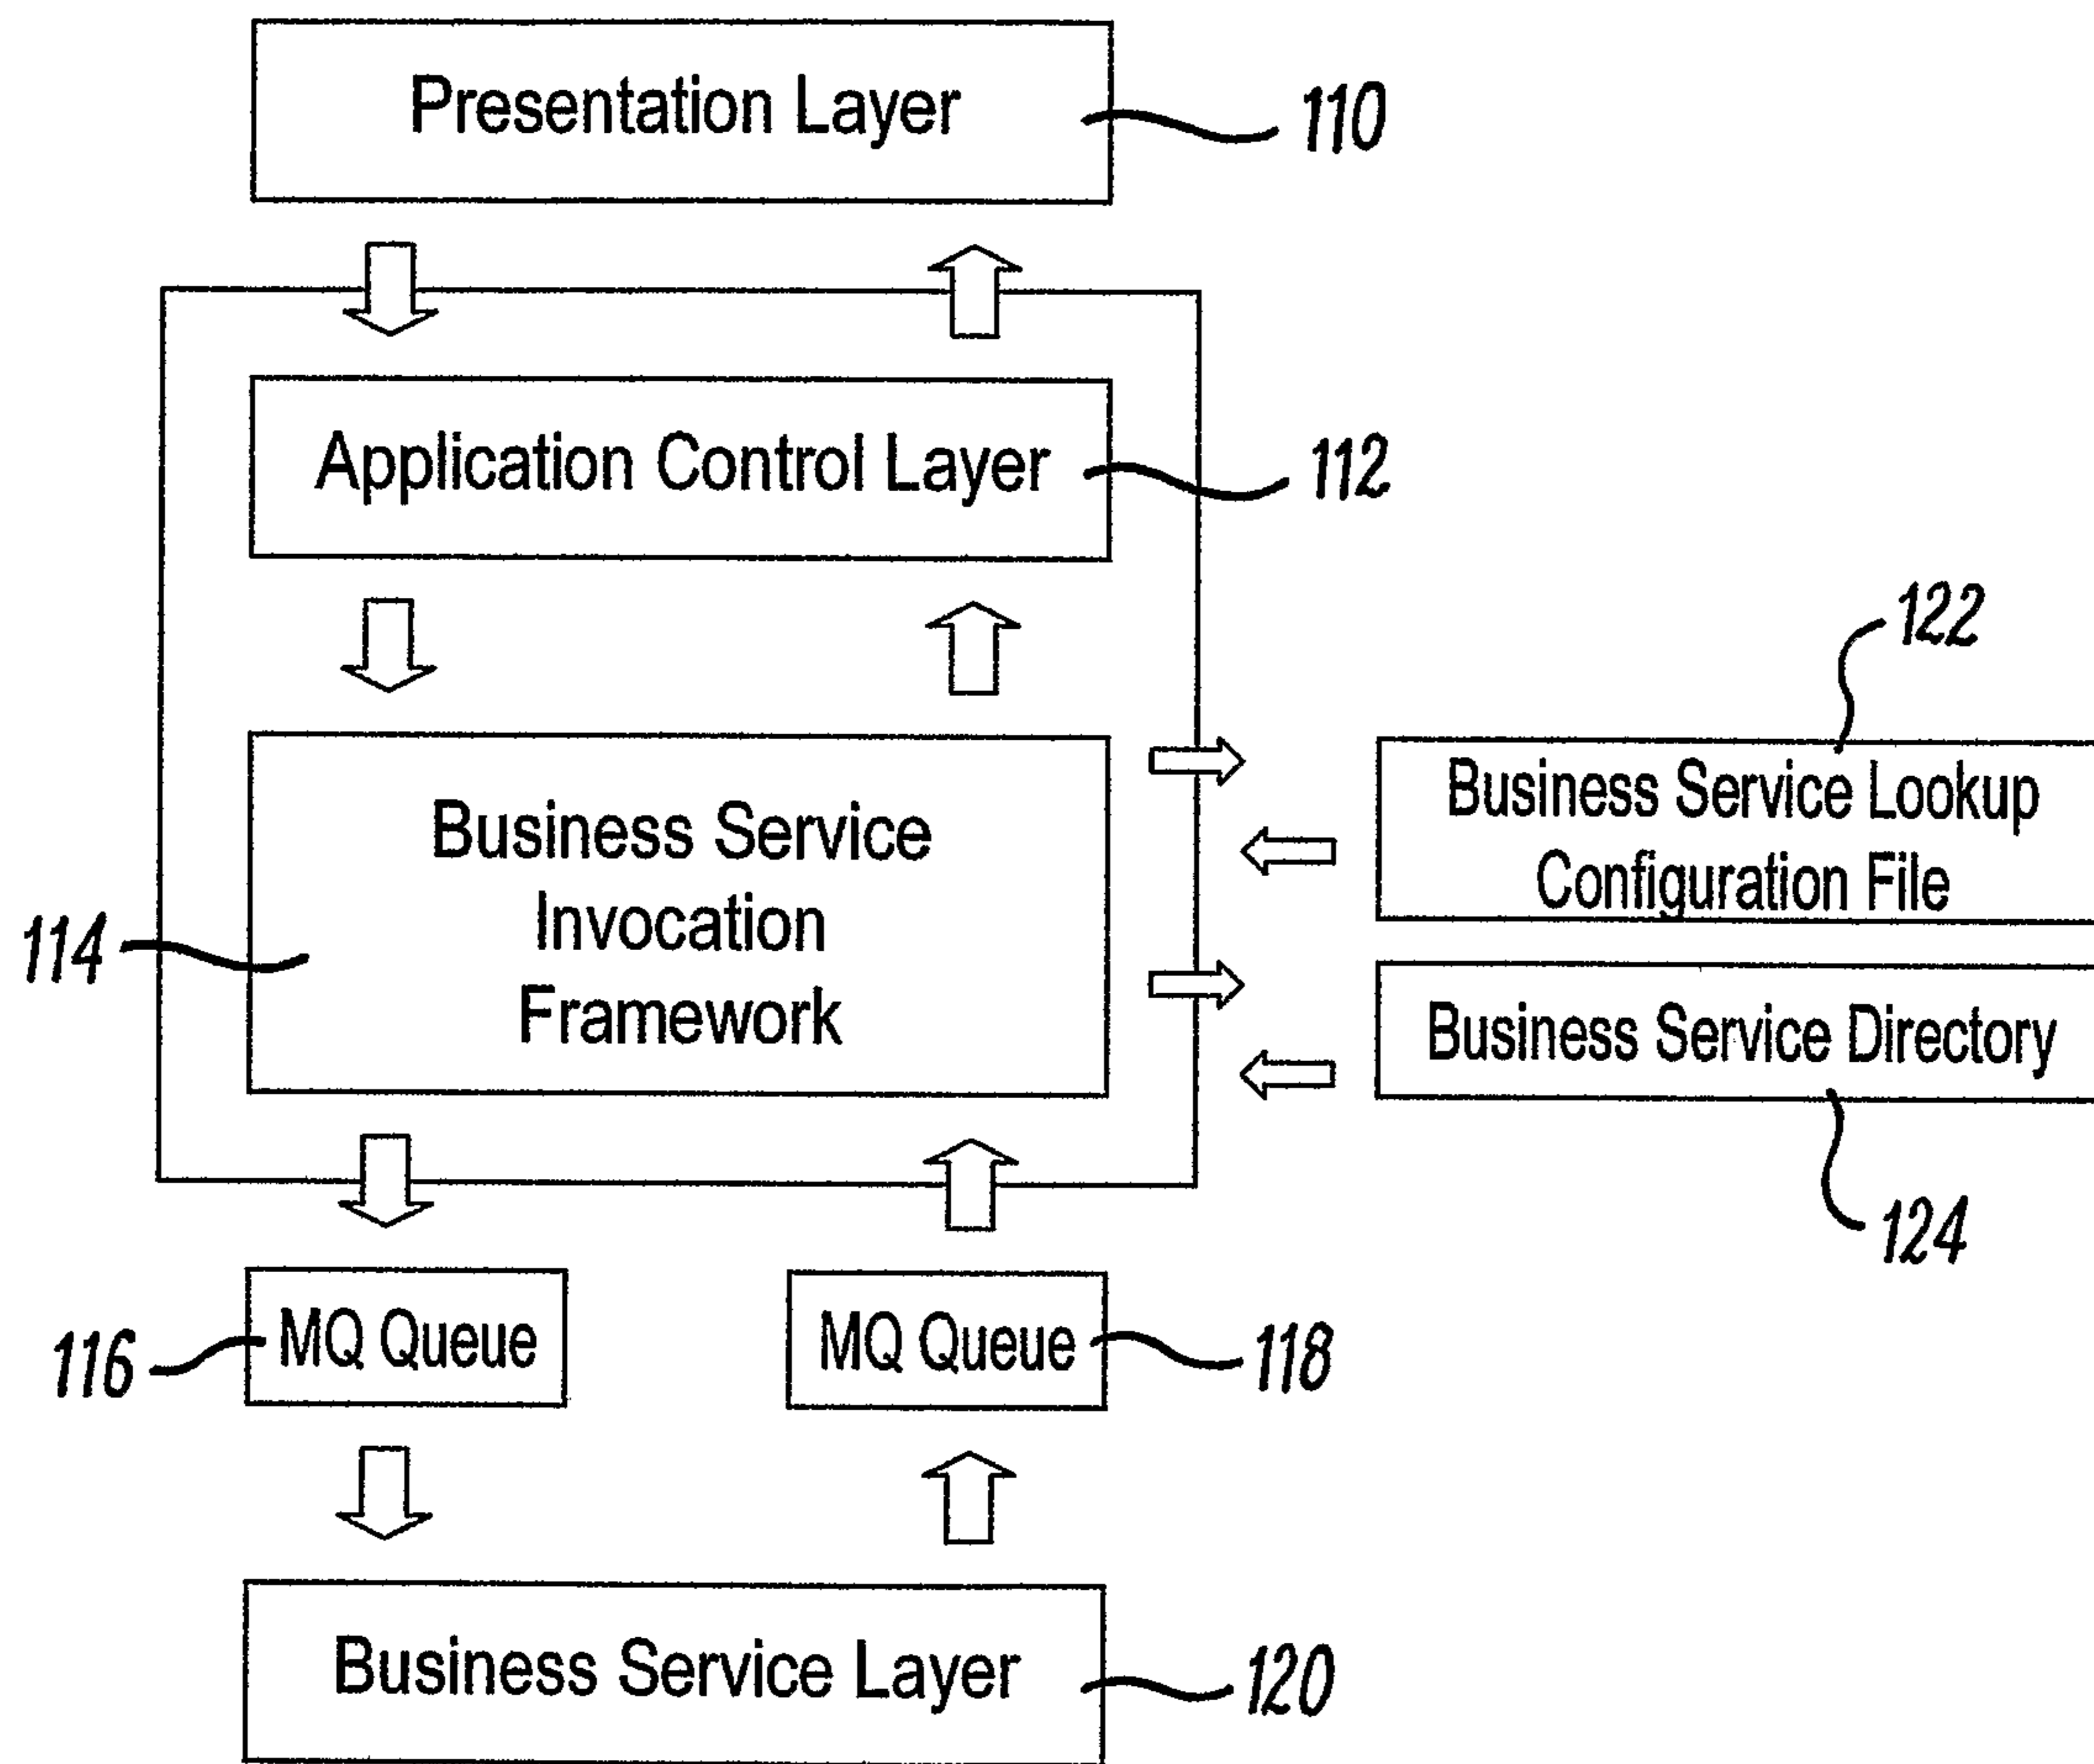 Presentation Layer
110
Application Control Layer
112
122
Business Service
Invocation
Framework
114
Business Service Lookup
Configuration File
Business Service Directory
124
MQ Queue
116
MQ Queue
118
Business Service Layer
120